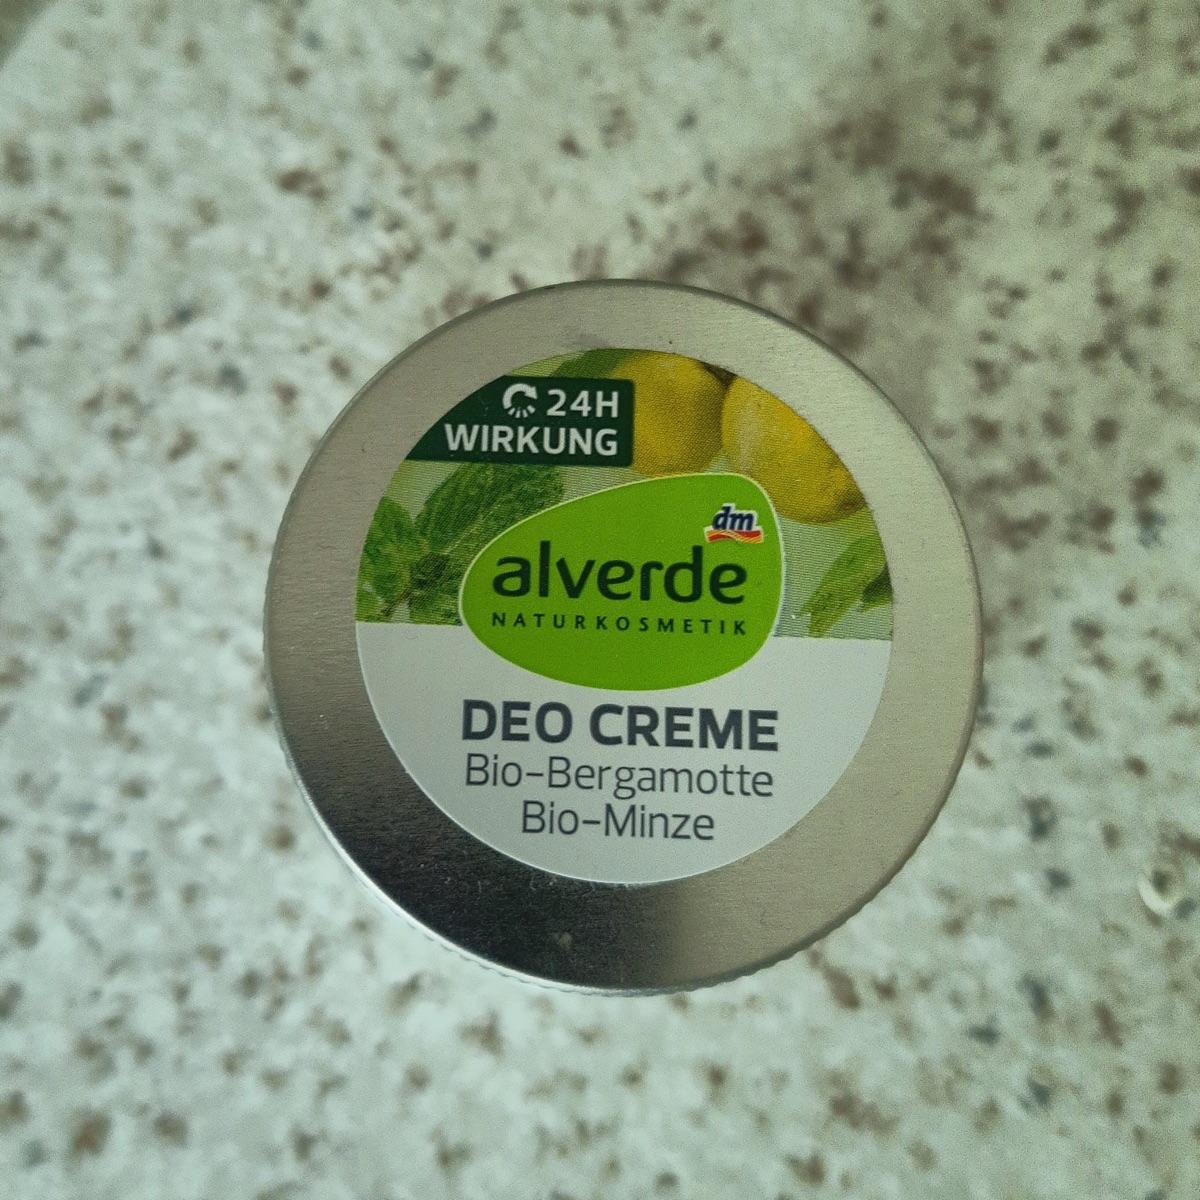 24H
WIRKUNG
dm
alverde
NATURKOSMETIK
DEO CREME
Bio-Bergamotte
Bio-Minze